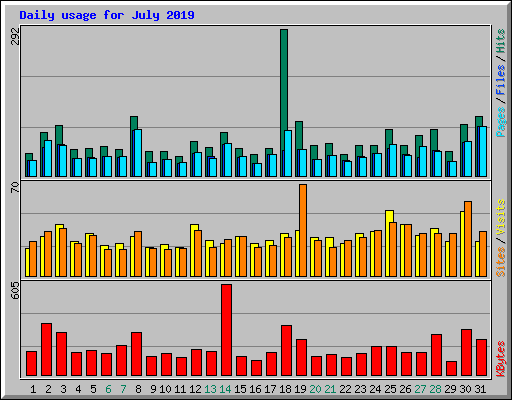 Daily usage for July 2019
292
Pages / Files / Hits
70
Sites / Visits
605
KBytes
1 2 3 4 5 6 7 8 9 10 11 12 13 14 15 16 17 18 19 20 21 22 23 24 25 26 27 28 29 30 31